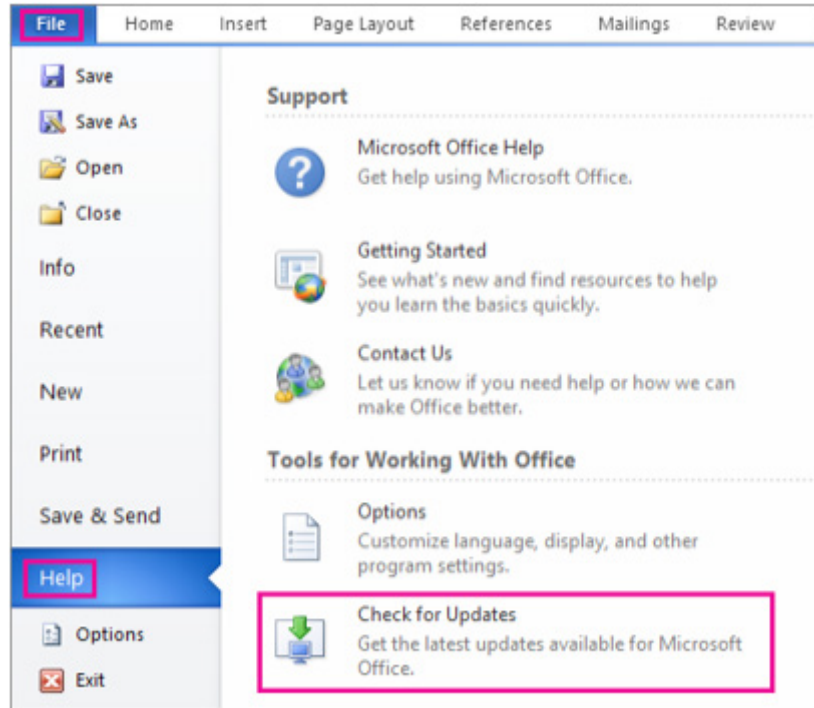 File Home Insert Page Layout References Mailings Review
Save
Save As
Open
Close
Info
Recent
New
Print
Save & Send
Help
Options
Exit
Support
Microsoft Office Help
Get help using Microsoft Office.
Getting Started
See what's new and find resources to help
you learn the basics quickly.
Contact Us
Let us know if you need help or how we can
make Office better.
Tools for Working With Office
Options
Customize language, display, and other
program settings.
Check for Updates
Get the latest updates available for Microsoft
Office.